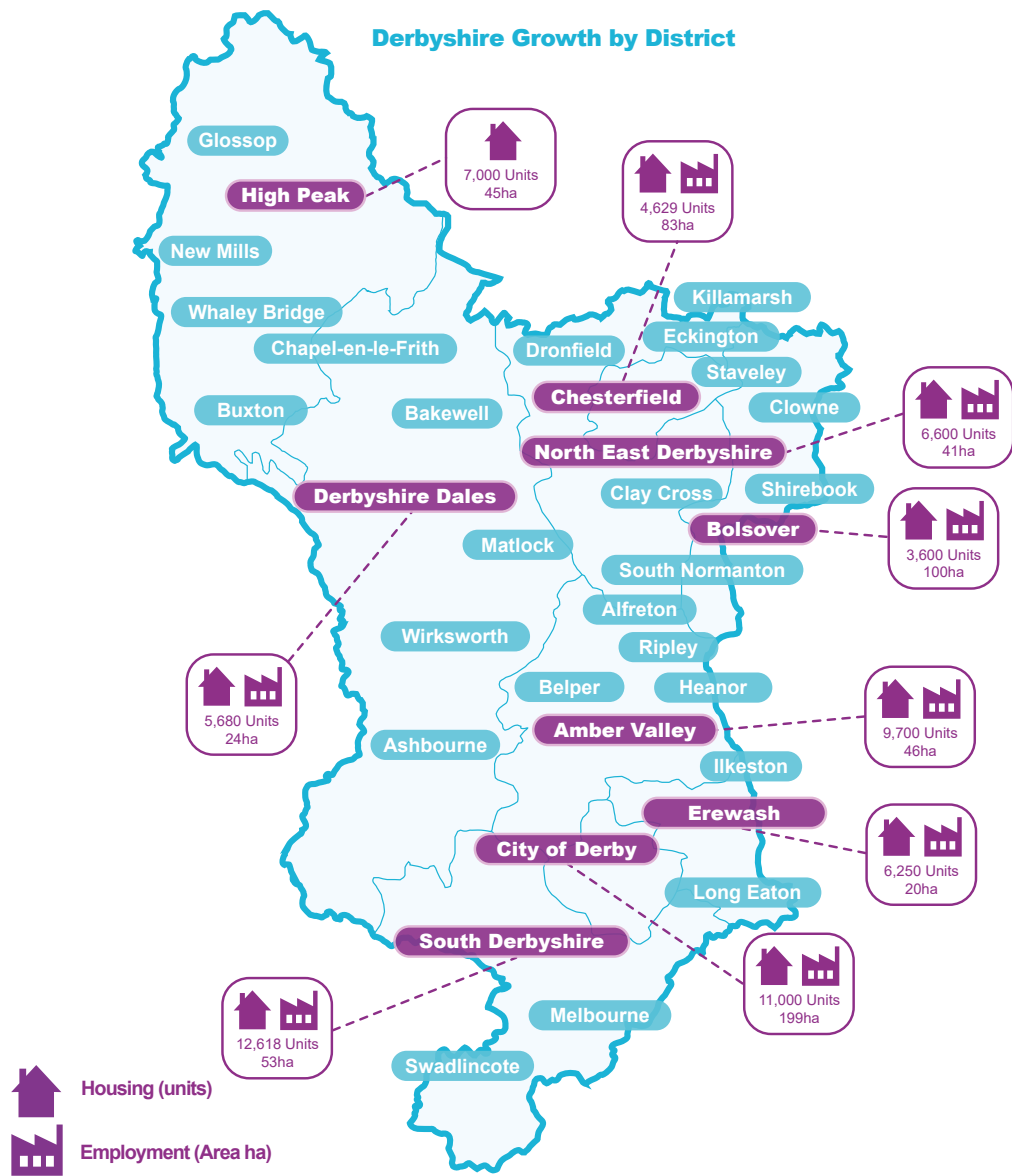 Derbyshire Growth by District
Glossop
7,000 Units
45ha
High Peak
4,629 Units
83ha
New Mills
Killamarsh
Whaley Bridge
Eckington
Chapel-en-le-Frith
Dronfield
Staveley
Chesterfield
Buxton
Bakewell
Clowne
6,600 Units
41ha
North East Derbyshire
Derbyshire Dales
Clay Cross
Shirebook
Bolsover
3,600 Units
100ha
Matlock
South Normanton
Alfreton
Wirksworth
Ripley
5,680 Units
24ha
Belper
Heanor
Amber Valley
9,700 Units
46ha
Ashbourne
Ilkeston
Erewash
City of Derby
6,250 Units
20ha
Long Eaton
South Derbyshire
11,000 Units
199ha
12,618 Units
53ha
Melbourne
Swadlincote
Housing (units)
Employment (Area ha)